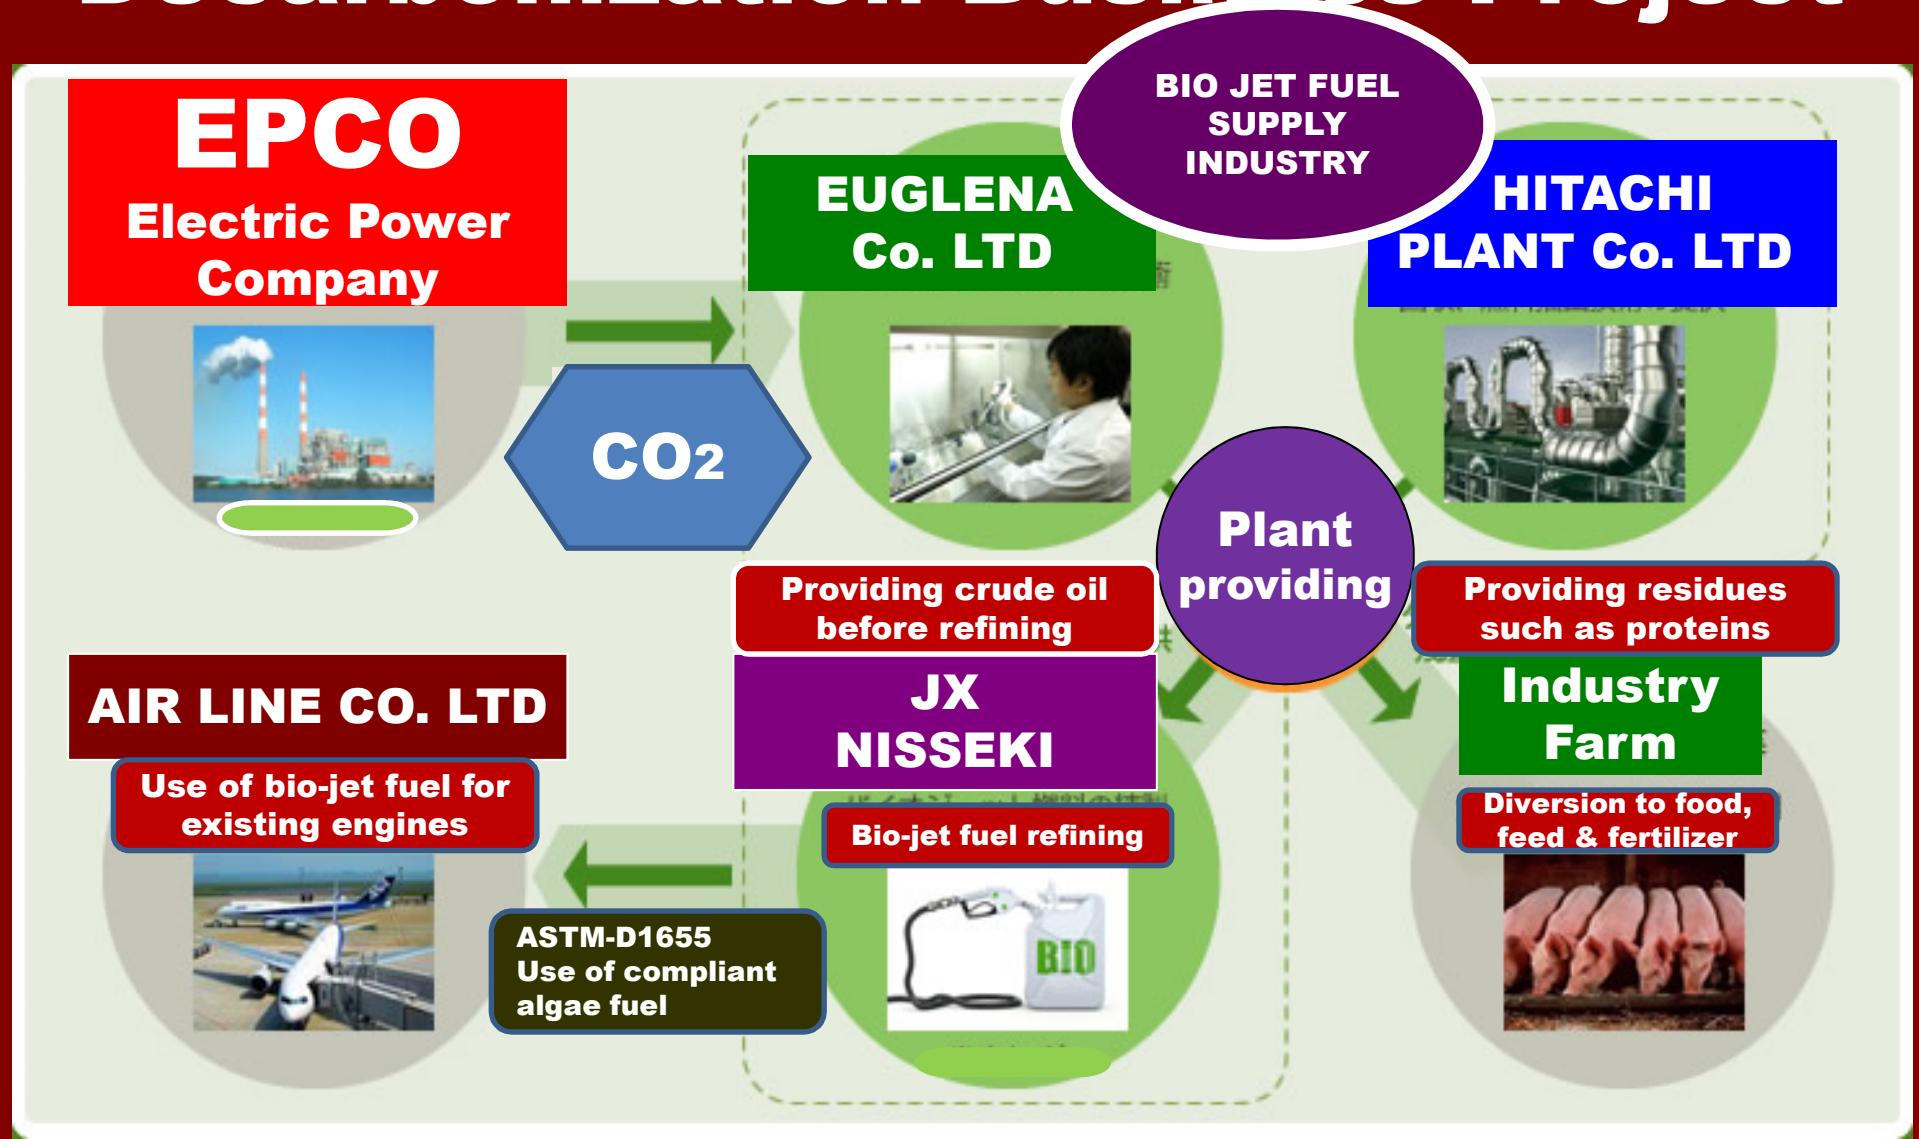 Decarbonization Business Project
BIO JET FUEL
SUPPLY
INDUSTRY
EPCO
Electric Power
Company
EUGLENA
Co. LTD
HITACHI
PLANT Co. LTD
CO2
Plant
providing
Providing crude oil
before refining
Providing residues
such as proteins
AIR LINE CO. LTD
Use of bio-jet fuel for
existing engines
JX
NISSEKI
Bio-jet fuel refining
Industry
Farm
Diversion to food,
feed & fertilizer
ASTM-D1655
Use of compliant
algae fuel
BIO